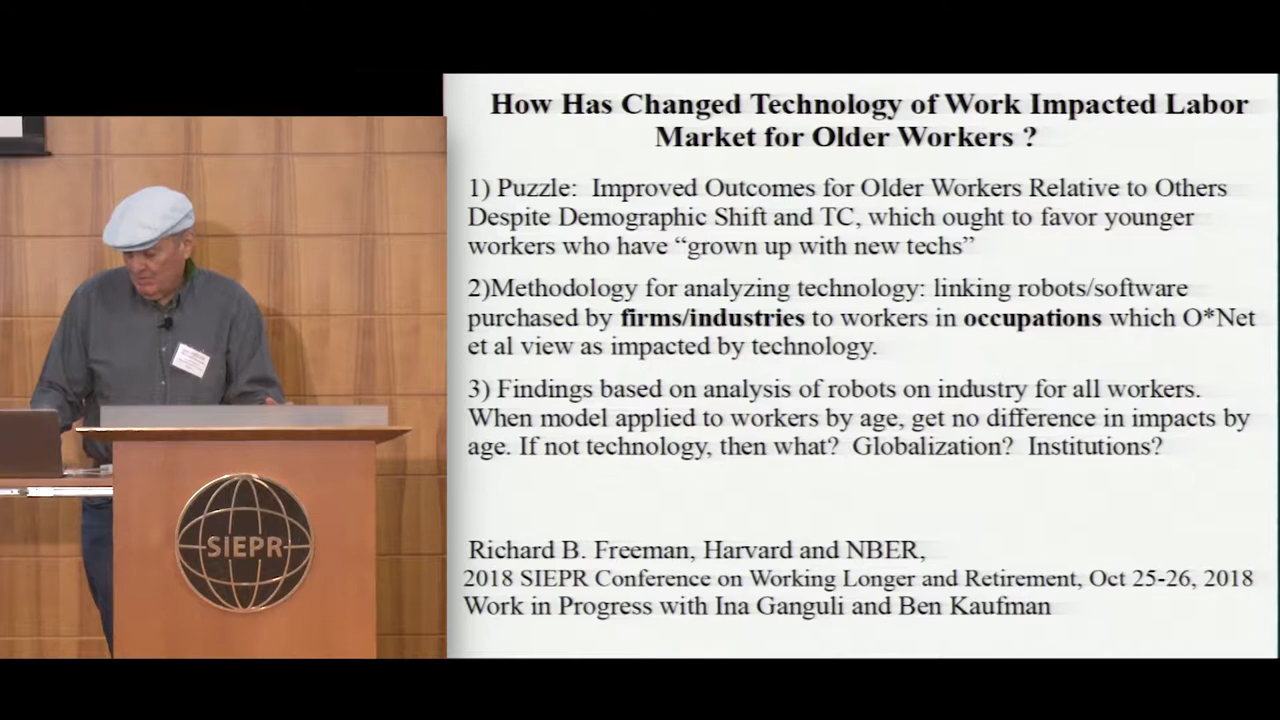 How Has Changed Technology of Work Impacted Labor
Market for Older Workers ?
1) Puzzle: Improved Outcomes for Older Workers Relative to Others
Despite Demographic Shift and TC, which ought to favor younger
workers who have “grown up with new techs”
2)Methodology for analyzing technology: linking robots/software
purchased by firms/industries to workers in occupations which O*Net
et al view as impacted by technology.
3) Findings based on analysis of robots on industry for all workers.
When model applied to workers by age, get no difference in impacts by
age. If not technology, then what? Globalization? Institutions?
Richard B. Freeman, Harvard and NBER,
2018 SIEPR Conference on Working Longer and Retirement, Oct 25-26, 2018
Work in Progress with Ina Ganguli and Ben Kaufman
SIEPR